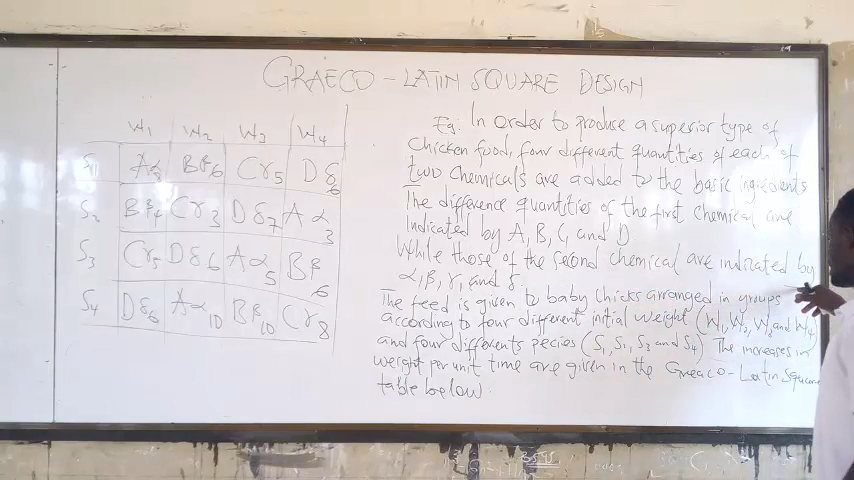 GRAECO - LATIN SQUARE DESIGN
W1 W2 W3 W4
S1 Aα Bβ6 Cγ5 Dδ6
S2 Bβ4 Cγ3 Dδ7 Aα3
S3 Cγ5 Dδ6 Aα5 Bβ6
S4 Dδ6 Aα10 Bβ10 Cγ8
Eg: In order to produce a superior type of
Chicken food, four different quantities of each of
two chemicals are added to the basic ingredients
The difference quantities of the first chemical are
Indicated by A, B, C, and D
While those of the second chemical are indicated by
α, β, γ, and δ
The feed is given to baby chicks arranged in groups
according to four different initial weight (W1, W2, W3 and W4
and four differents pecies (S1, S2, S3 and S4) The increases in
weight per unit time are given in the Greaco-Latin Square
table below.